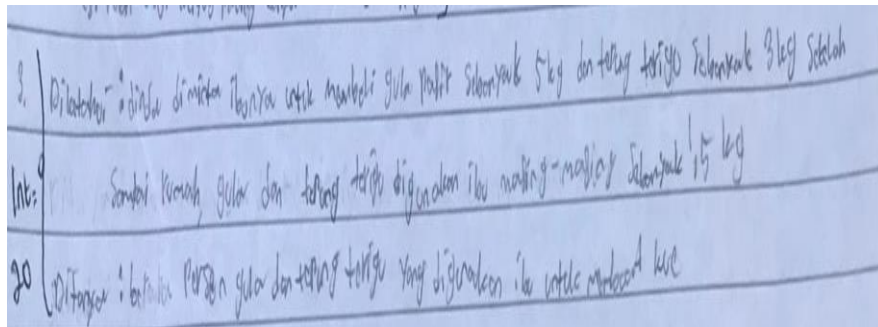 3. Diketahui : dinda diminta ibunya untuk membeli gula pasir sebanyak 5 kg dan tepung terigu sebanyak 3 kg setelah
Int: Sampai rumah, gula dan tepung terigu digunakan ibu masing-masing sebanyak 1,5 kg
20 Ditanya : berapa persen gula dan tepung terigu yang digunakan ibu untuk membuat kue